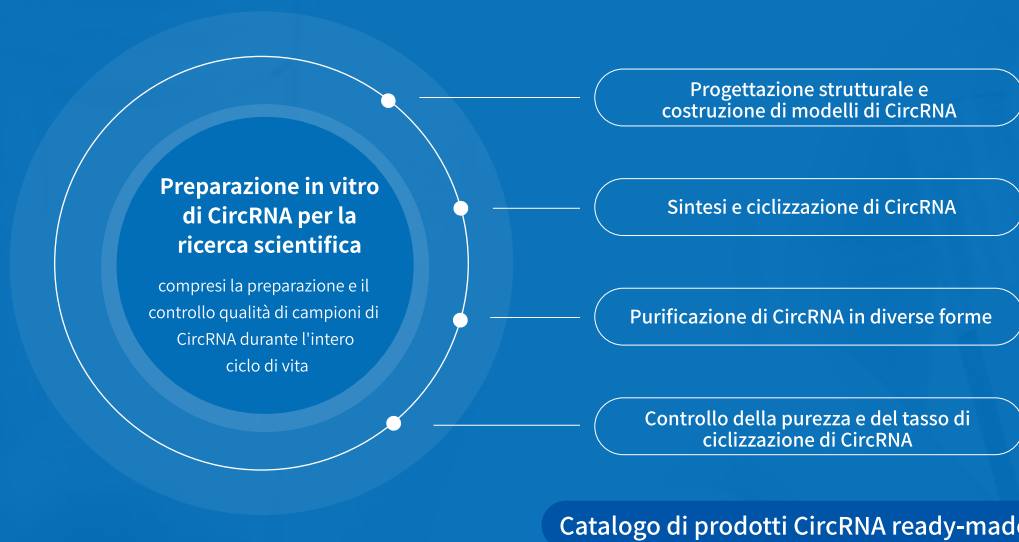 Preparazione in vitro
di CircRNA per la
ricerca scientifica
compresi la preparazione e il
controllo qualità di campioni di
CircRNA durante l'intero
ciclo di vita
Progettazione strutturale e
costruzione di modelli di CircRNA
Sintesi e ciclizzazione di CircRNA
Purificazione di CircRNA in diverse forme
Controllo della purezza e del tasso di
ciclizzazione di CircRNA
Catalogo di prodotti CircRNA